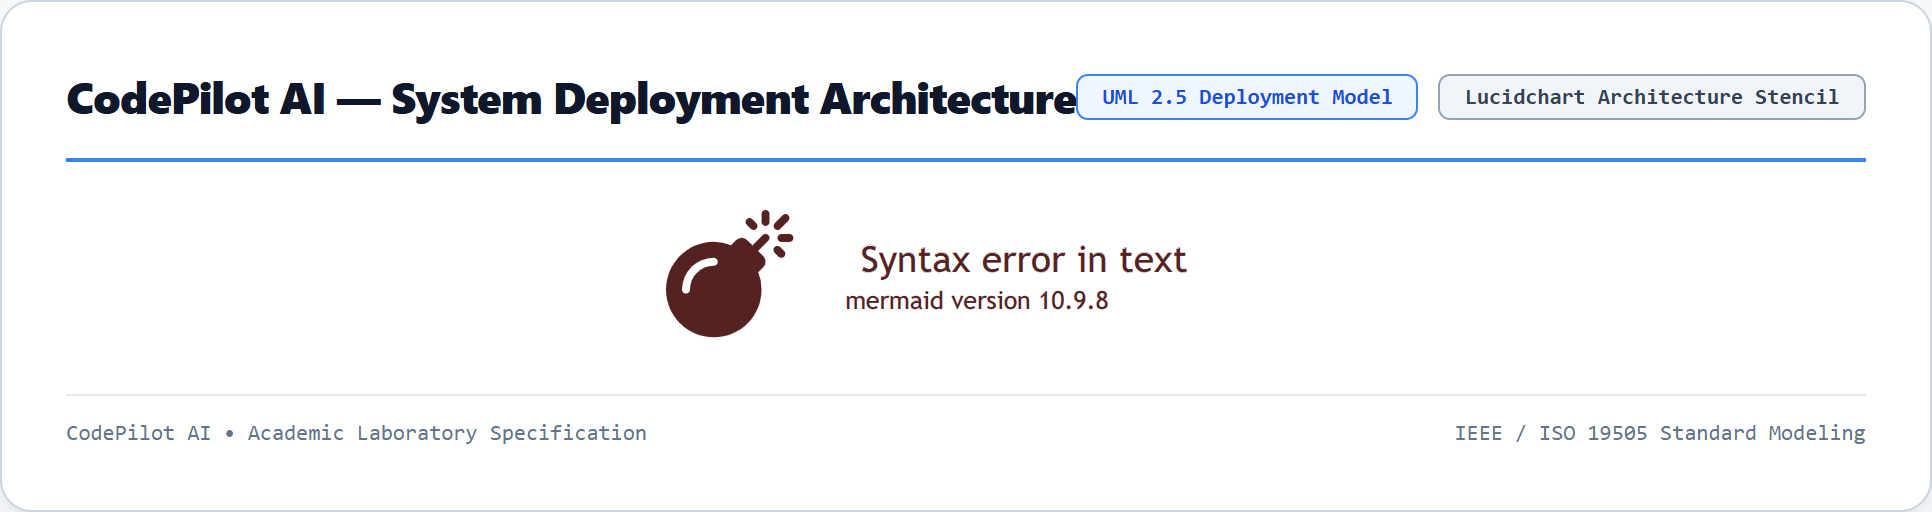 CodePilot AI — System Deployment Architecture
UML 2.5 Deployment Model
Lucidchart Architecture Stencil
Syntax error in text
mermaid version 10.9.8
CodePilot AI • Academic Laboratory Specification
IEEE / ISO 19505 Standard Modeling